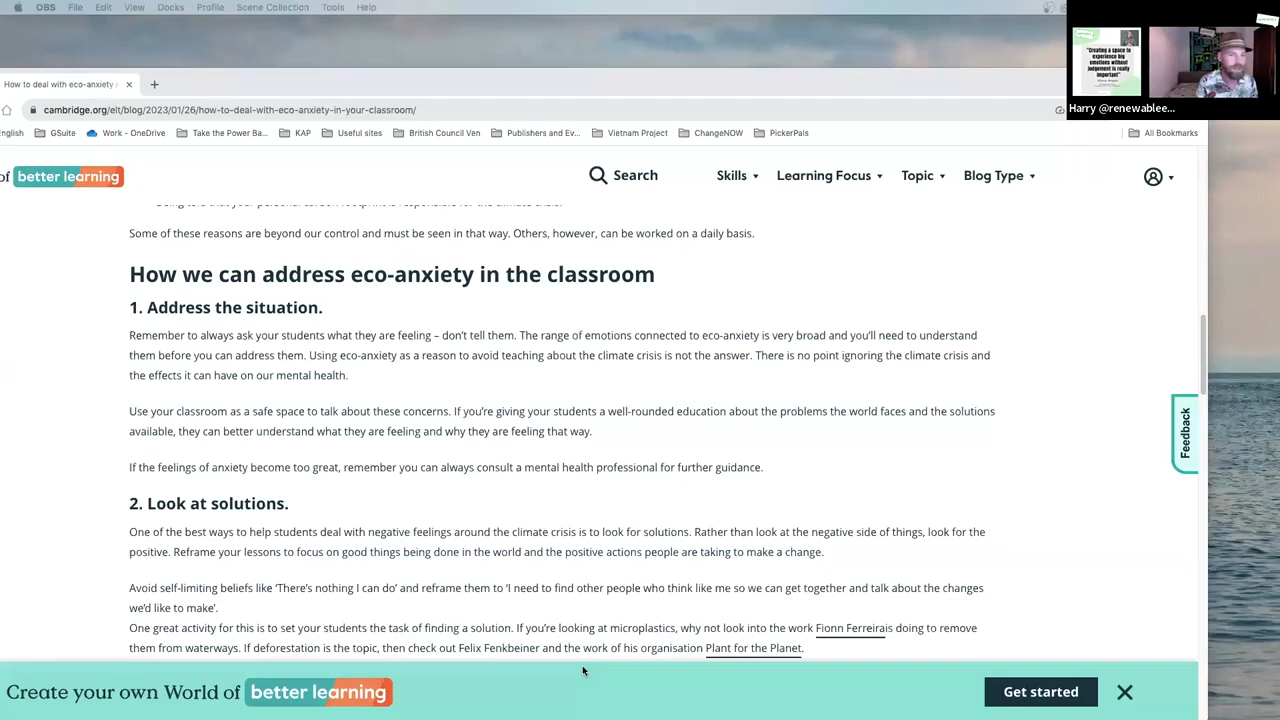 OBS File Edit View Docks Profile Scene Collection Tools Help
"Creating a space to
experience big
emotions without
judgement is really
important"
Harry @renewablee...
How to deal with eco-anxiety i
cambridge.org/elt/blog/2023/01/26/how-to-deal-with-eco-anxiety-in-your-classroom/
nglish GSuite Work - OneDrive Take the Power Ba... KAP Useful sites British Council Ven Publishers and Ev... Vietnam Project ChangeNOW PickerPals All Bookmarks
of better learning Search Skills Learning Focus Topic Blog Type
Being told that your personal carbon footprint is responsible for the climate crisis.
Some of these reasons are beyond our control and must be seen in that way. Others, however, can be worked on a daily basis.
How we can address eco-anxiety in the classroom
1. Address the situation.
Remember to always ask your students what they are feeling – don't tell them. The range of emotions connected to eco-anxiety is very broad and you'll need to understand
them before you can address them. Using eco-anxiety as a reason to avoid teaching about the climate crisis is not the answer. There is no point ignoring the climate crisis and
the effects it can have on our mental health.
Use your classroom as a safe space to talk about these concerns. If you're giving your students a well-rounded education about the problems the world faces and the solutions
available, they can better understand what they are feeling and why they are feeling that way.
Feedback
If the feelings of anxiety become too great, remember you can always consult a mental health professional for further guidance.
2. Look at solutions.
One of the best ways to help students deal with negative feelings around the climate crisis is to look for solutions. Rather than look at the negative side of things, look for the
positive. Reframe your lessons to focus on good things being done in the world and the positive actions people are taking to make a change.
Avoid self-limiting beliefs like 'There's nothing I can do' and reframe them to 'I need to find other people who think like me so we can get together and talk about the changes
we'd like to make'.
One great activity for this is to set your students the task of finding a solution. If you're looking at microplastics, why not look into the work Fionn Ferreirais doing to remove
them from waterways. If deforestation is the topic, then check out Felix Fenkheiner and the work of his organisation Plant for the Planet.
Create your own World of better learning Get started